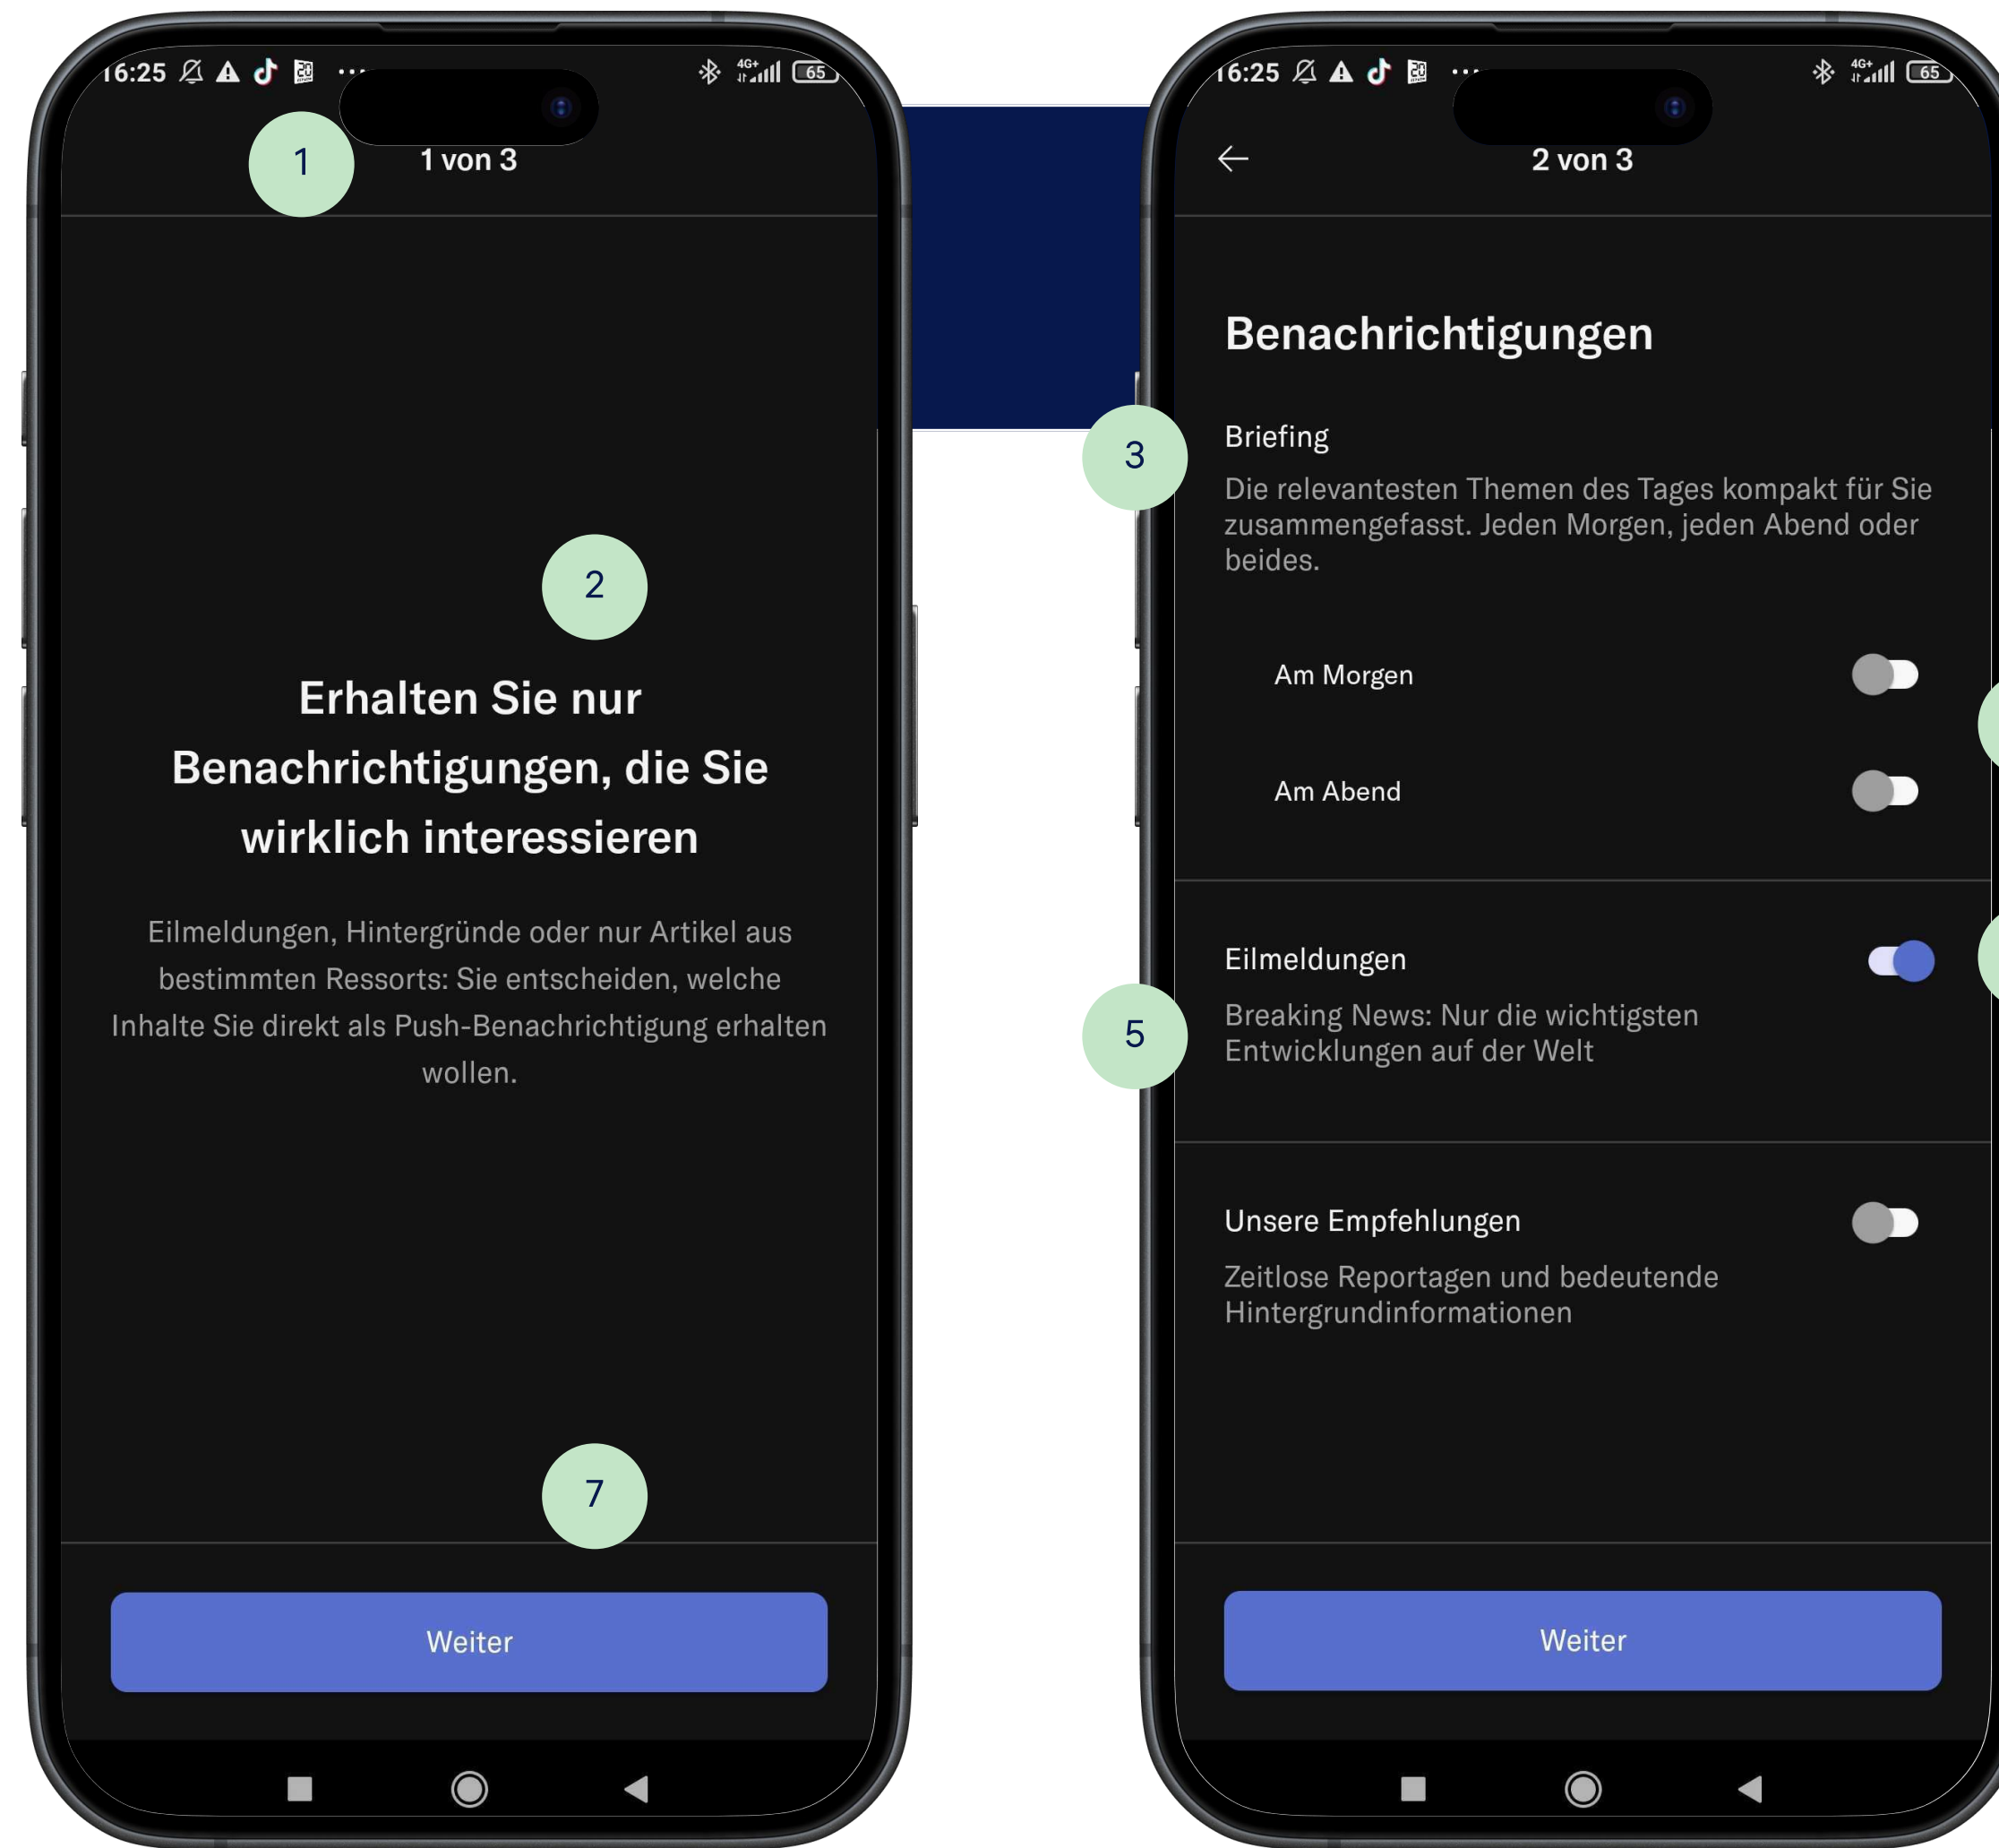 16:25
4G+
65
1
1 von 3
2
Erhalten Sie nur
Benachrichtigungen, die Sie
wirklich interessieren
Eilmeldungen, Hintergründe oder nur Artikel aus
bestimmten Ressorts: Sie entscheiden, welche
Inhalte Sie direkt als Push-Benachrichtigung erhalten
wollen.
7
Weiter
16:25
4G+
65
2 von 3
Benachrichtigungen
3
Briefing
Die relevantesten Themen des Tages kompakt für Sie
zusammengefasst. Jeden Morgen, jeden Abend oder
beides.
Am Morgen
Am Abend
Eilmeldungen
5
Breaking News: Nur die wichtigsten
Entwicklungen auf der Welt
Unsere Empfehlungen
Zeitlose Reportagen und bedeutende
Hintergrundinformationen
Weiter